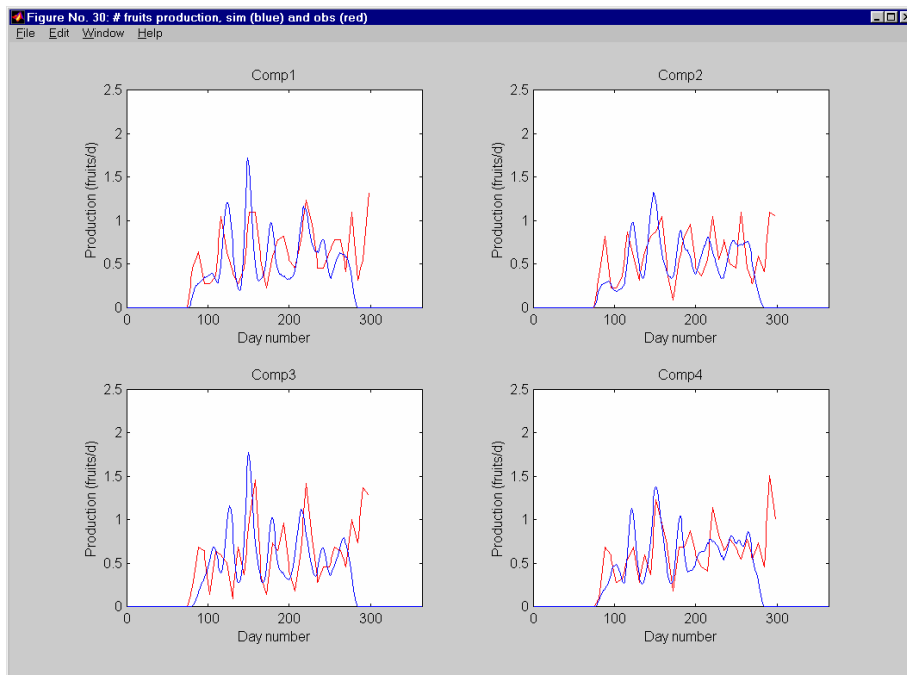 Figure No. 30: # fruits production, sim (blue) and obs (red)
File Edit Window Help
Comp1
2.5
2
1.5
1
0.5
0
Production (fruits/d)
0 100 200 300
Day number
Comp2
2.5
2
1.5
1
0.5
0
Production (fruits/d)
0 100 200 300
Day number
Comp3
2.5
2
1.5
1
0.5
0
Production (fruits/d)
0 100 200 300
Day number
Comp4
2.5
2
1.5
1
0.5
0
Production (fruits/d)
0 100 200 300
Day number